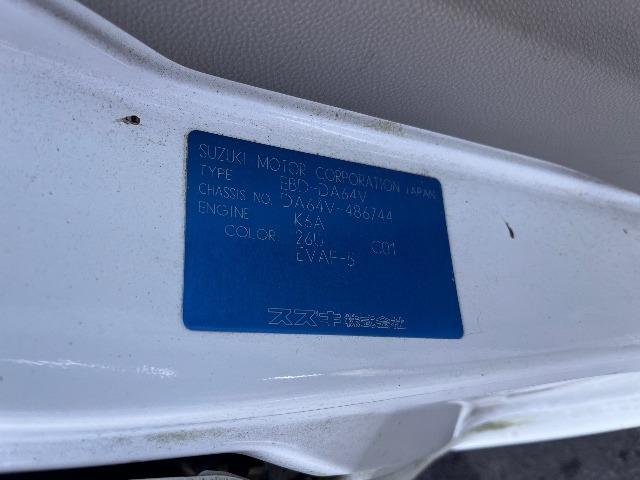 SUZUKI MOTOR CORPORATION JAPAN
TYPE EBD-DA64V
CHASSIS NO. DA64V-486744
ENGINE K6A
COLOR 26U C01
EVAF-5
スズキ株式会社